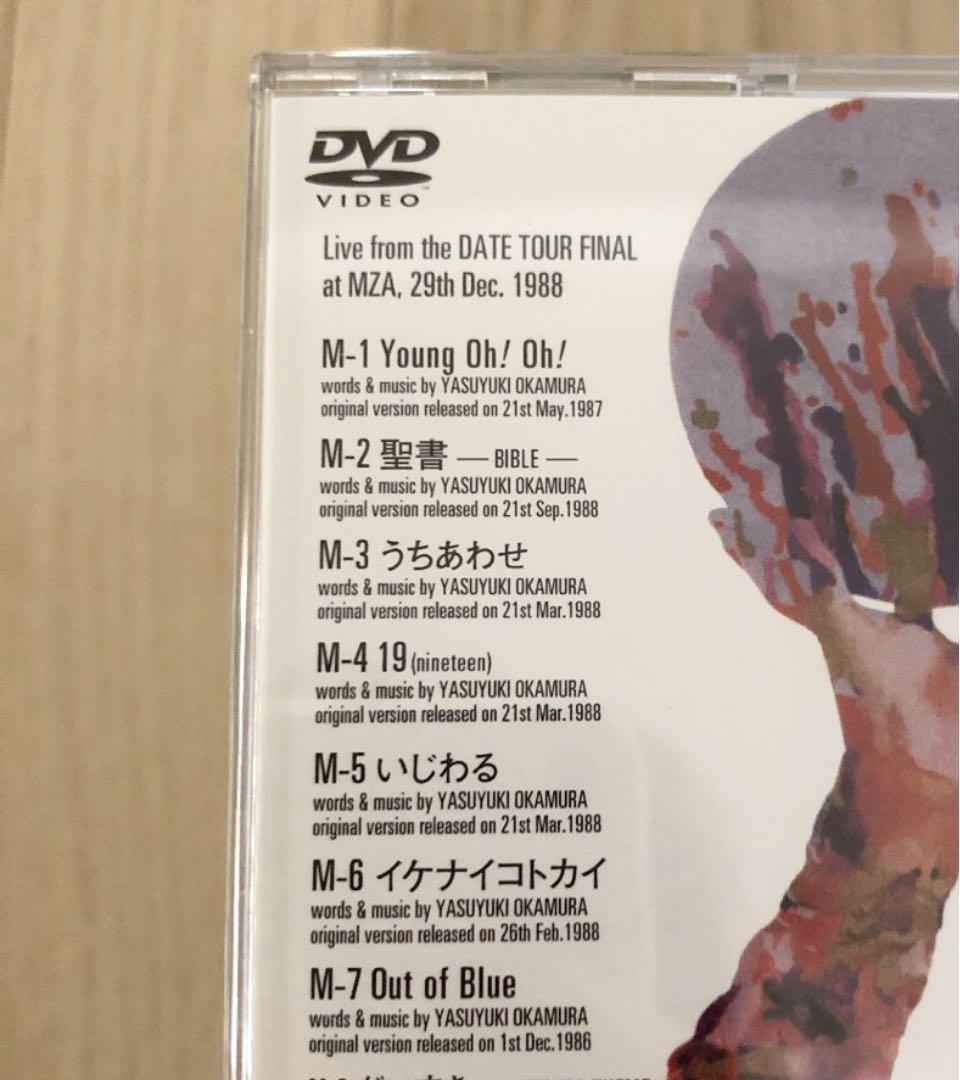 DVD
VIDEO
Live from the DATE TOUR FINAL
at MZA, 29th Dec. 1988
M-1 Young Oh! Oh!
words & music by YASUYUKI OKAMURA
original version released on 21st May.1987
M-2 聖書 — BIBLE —
words & music by YASUYUKI OKAMURA
original version released on 21st Sep.1988
M-3 うちあわせ
words & music by YASUYUKI OKAMURA
original version released on 21st Mar.1988
M-4 19 (nineteen)
words & music by YASUYUKI OKAMURA
original version released on 21st Mar.1988
M-5 いじわる
words & music by YASUYUKI OKAMURA
original version released on 21st Mar.1988
M-6 イケナイコトカイ
words & music by YASUYUKI OKAMURA
original version released on 26th Feb.1988
M-7 Out of Blue
words & music by YASUYUKI OKAMURA
original version released on 1st Dec.1986